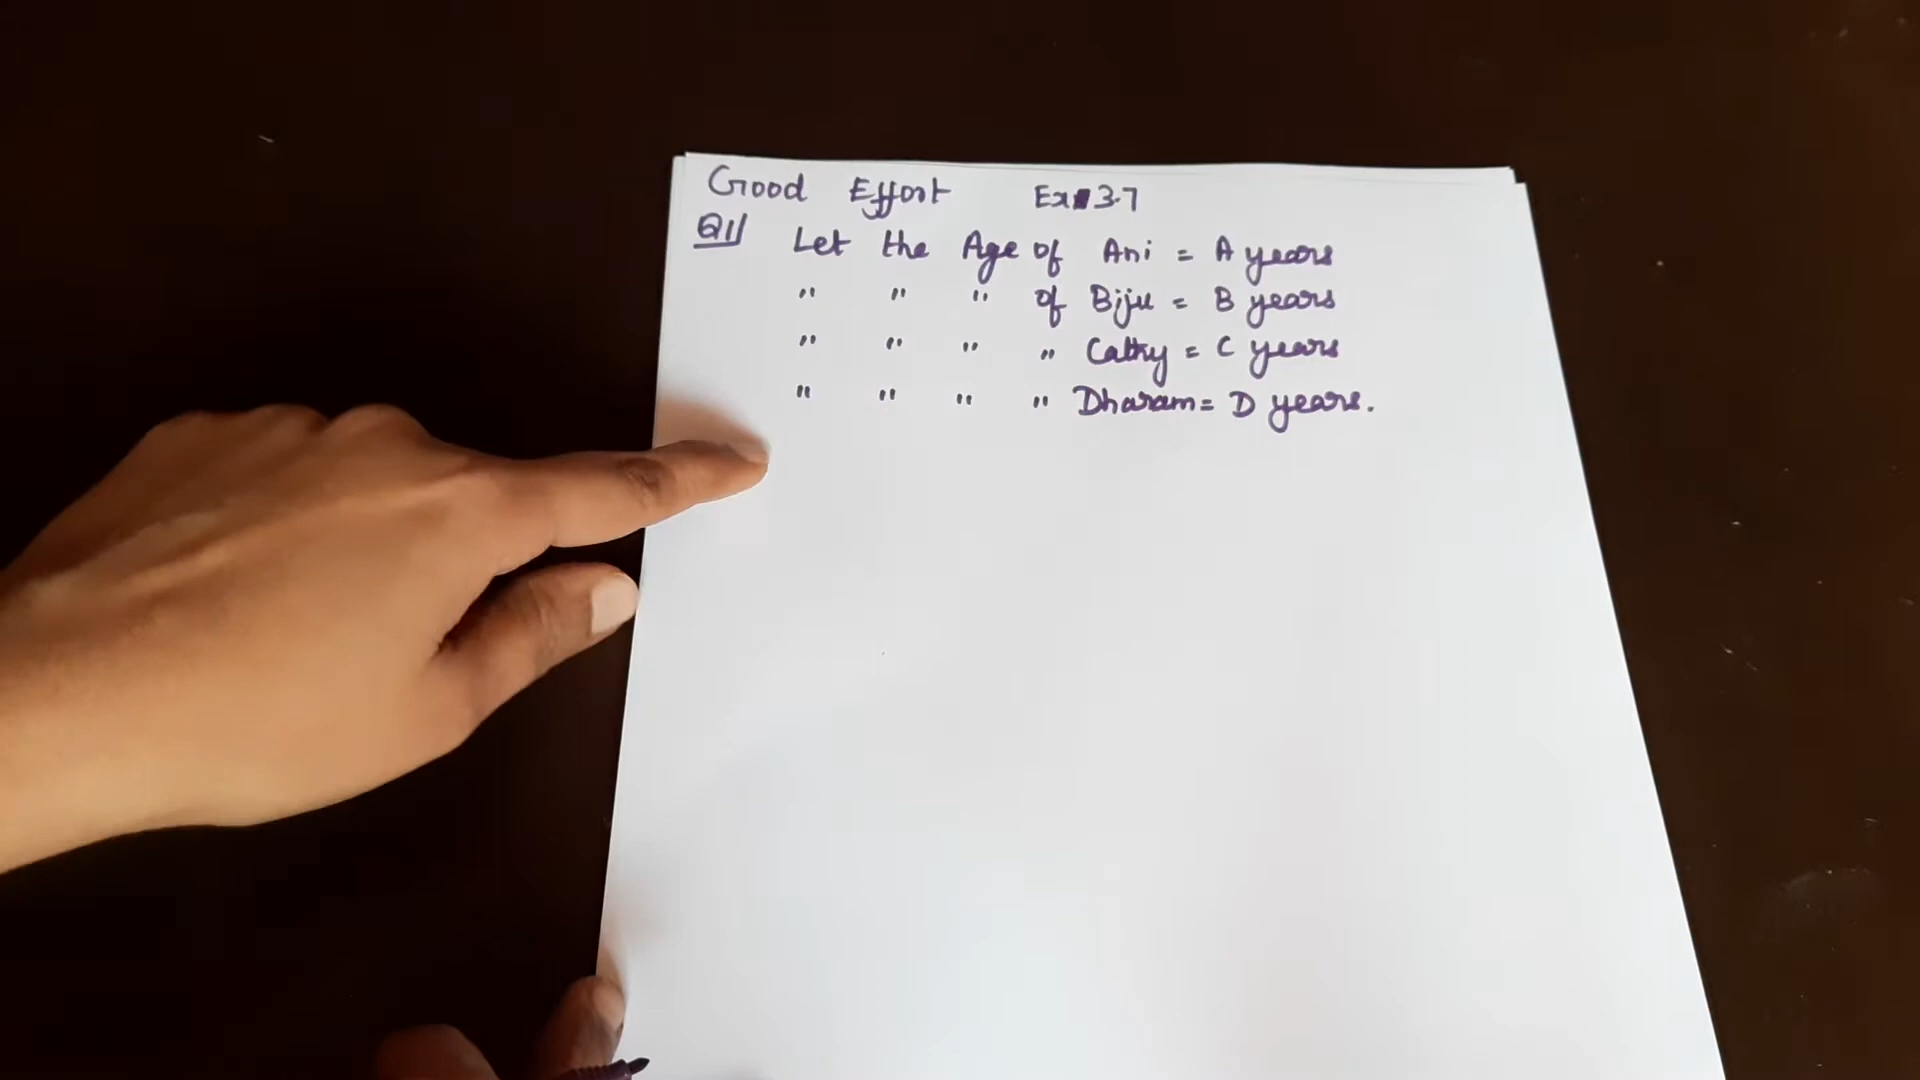 Good Effort Ex 3.7
Q1/ Let the Age of Ani = A years
" " " of Biju = B years
" " " " Cathy = C years
" " " " Dharam = D years.